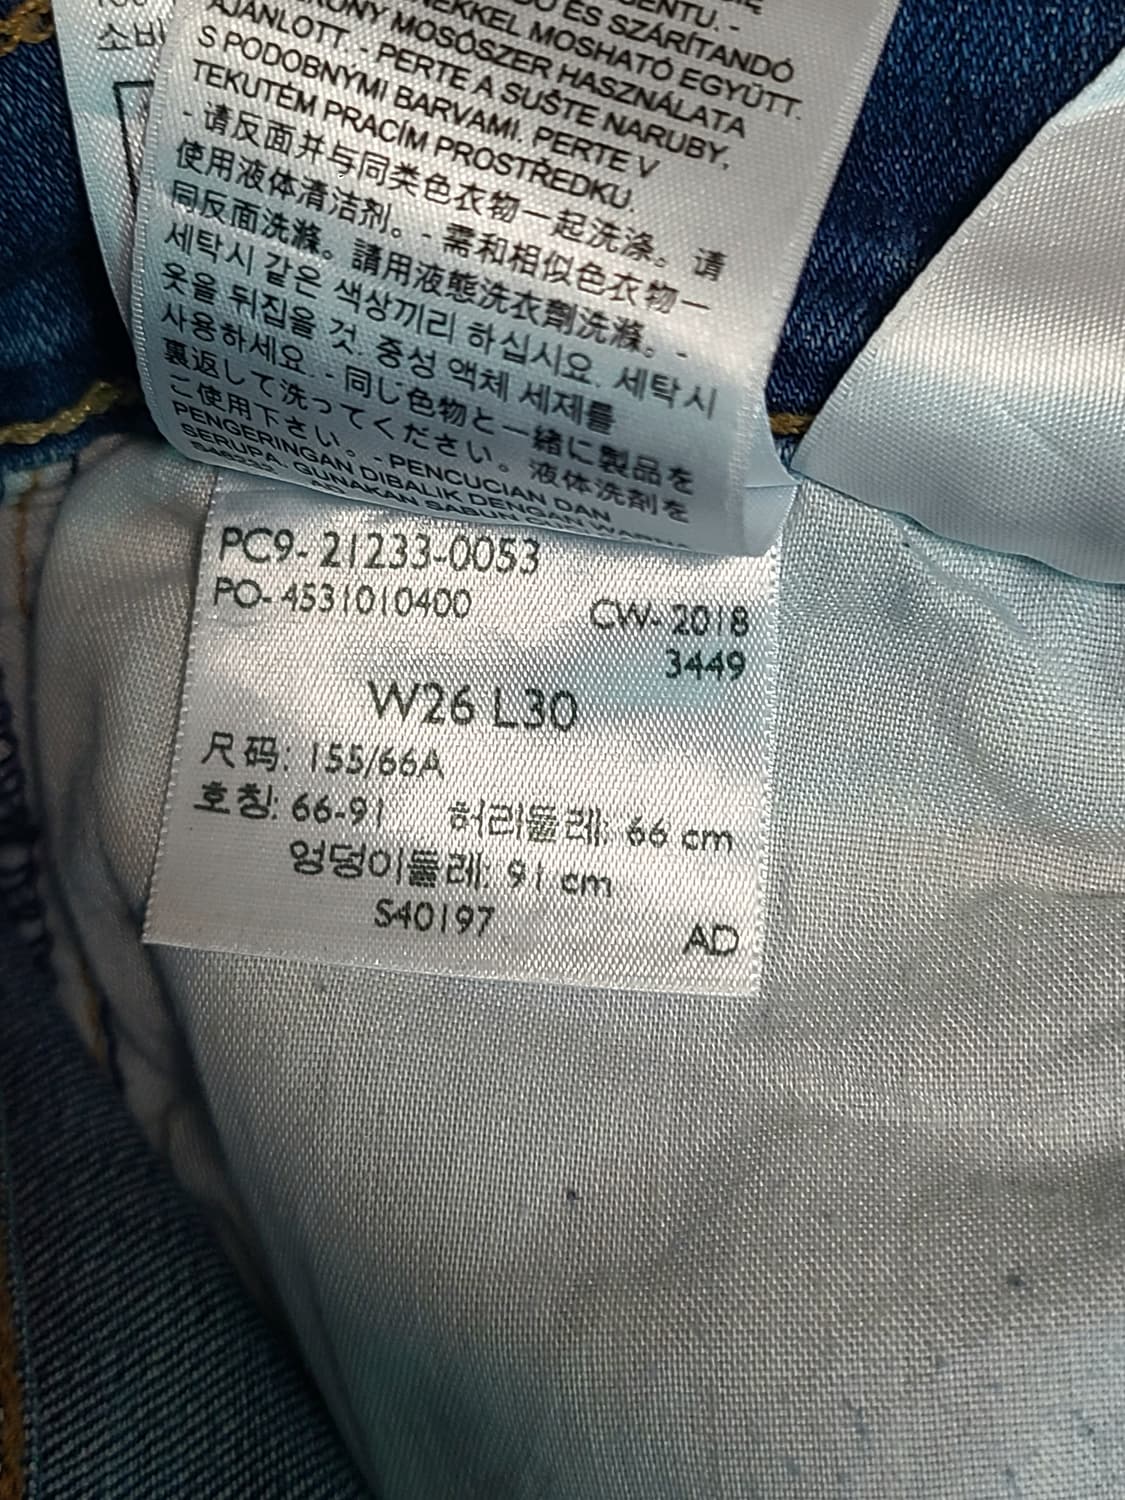 소비
GENTU. -
ÉS SZÁRÍTANDÓ
MOSHATÓ EGYÜTT.
MOSÓSZER HASZNÁLATA
AJÁNLOTT. - PERTE A SUŠTE NARUBY,
S PODOBNYMI BARVAMI. PERTE V
TEKUTÉM PRACÍM PROSTŘEDKU.
- 请反面并与同类色衣物一起洗涤。 请
使用液体清洁剂。 - 需和相似色衣物一
同反面洗滌。請用液態洗衣劑洗滌。 -
세탁시 같은 색상끼리 하십시요. 세탁시
옷을 뒤집을 것. 중성 액체 세제를
사용하세요. - 同じ色物と一緒に製品を
裏返して洗ってください。液体洗剤を
ご使用下さい。 - PENCUCIAN DAN
PENGERINGAN DIBALIK DENGAN WARNA
SERUPA. GUNAKAN SABUN
PC9- 21233-0053
PO- 4531010400 CW- 2018
3449
W26 L30
尺码: 155/66A
호칭: 66-91 허리둘레: 66 cm
엉덩이둘레: 91 cm
S40197 AD